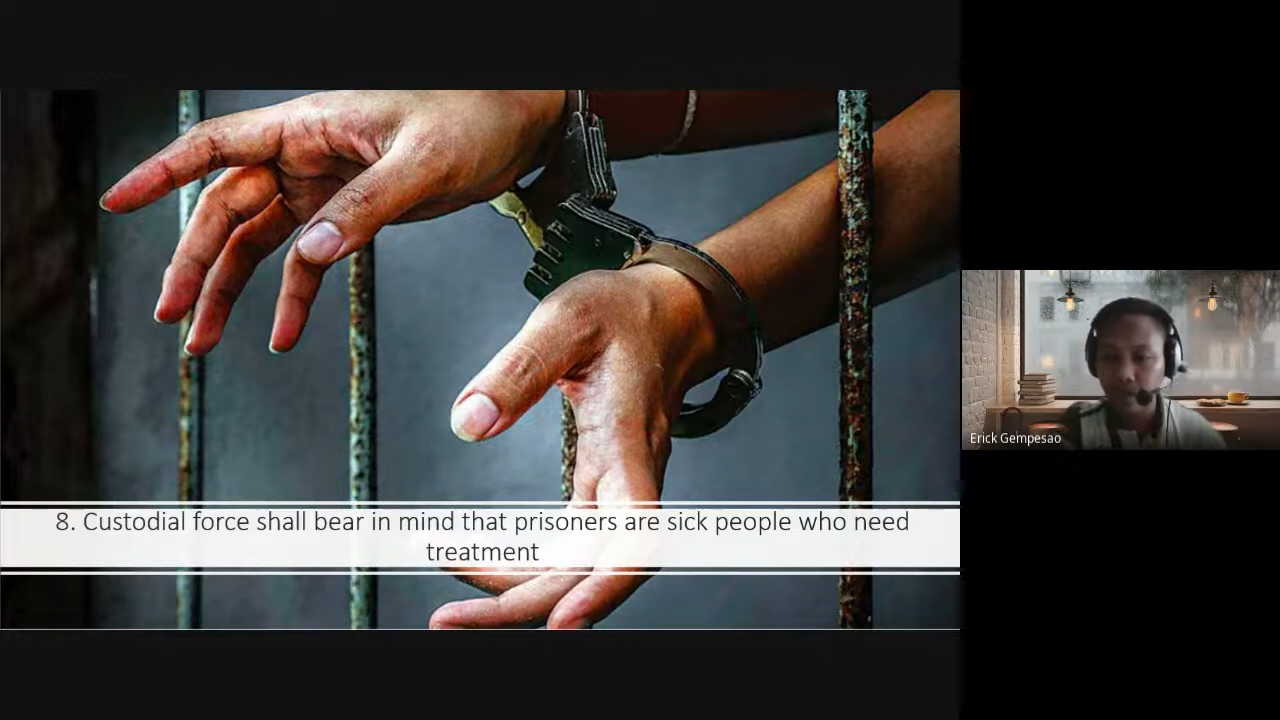 8. Custodial force shall bear in mind that prisoners are sick people who need
treatment
Erick Gempesao